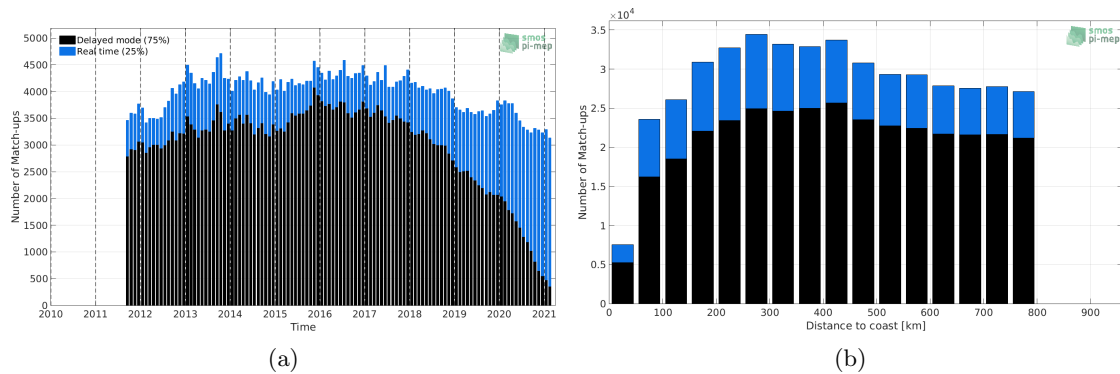 Delayed mode (75%)
Real time (25%)
smos
pi-mep
Number of Match-ups
5000
4500
4000
3500
3000
2500
2000
1500
1000
500
0
2010 2011 2012 2013 2014 2015 2016 2017 2018 2019 2020 2021
Time
(a)
×10⁴
smos
pi-mep
Number of Match-ups
3.5
3
2.5
2
1.5
1
0.5
0
0 100 200 300 400 500 600 700 800 900
Distance to coast [km]
(b)